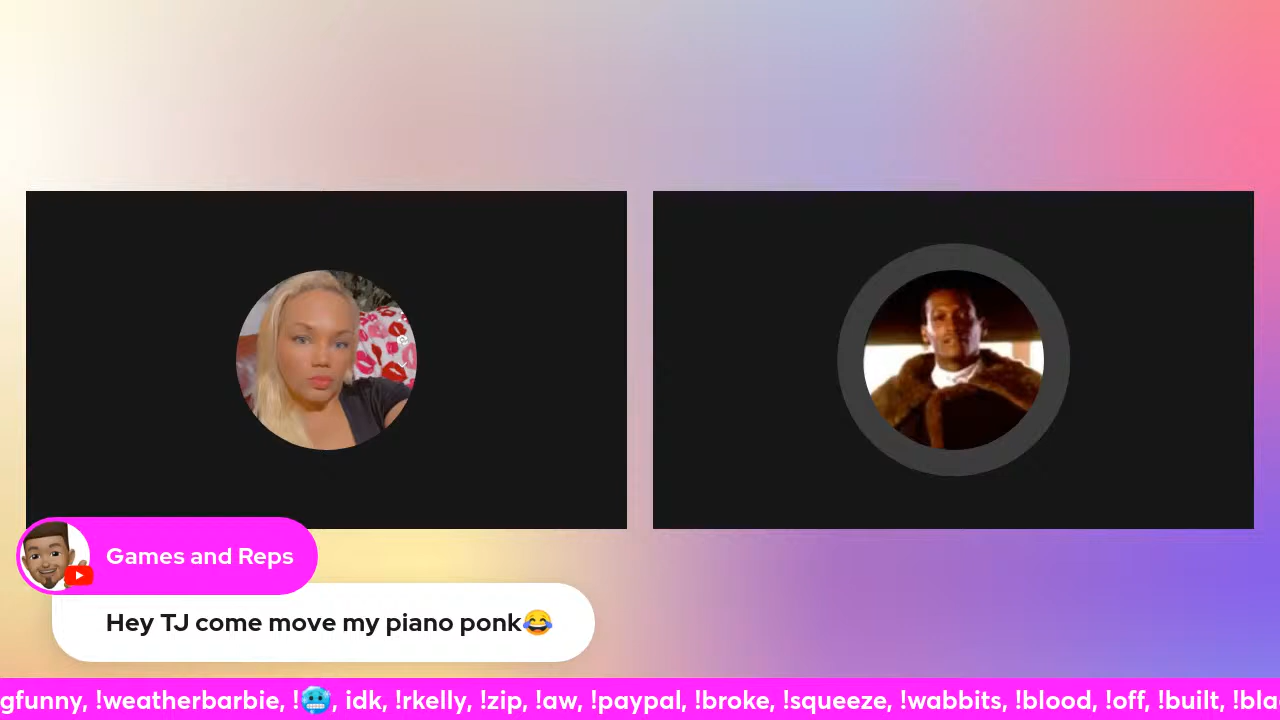 Games and Reps
Hey TJ come move my piano ponk😂
gfunny, !weatherbarbie, !🥶, idk, !rkelly, !zip, !aw, !paypal, !broke, !squeeze, !wabbits, !blood, !off, !built, !bla